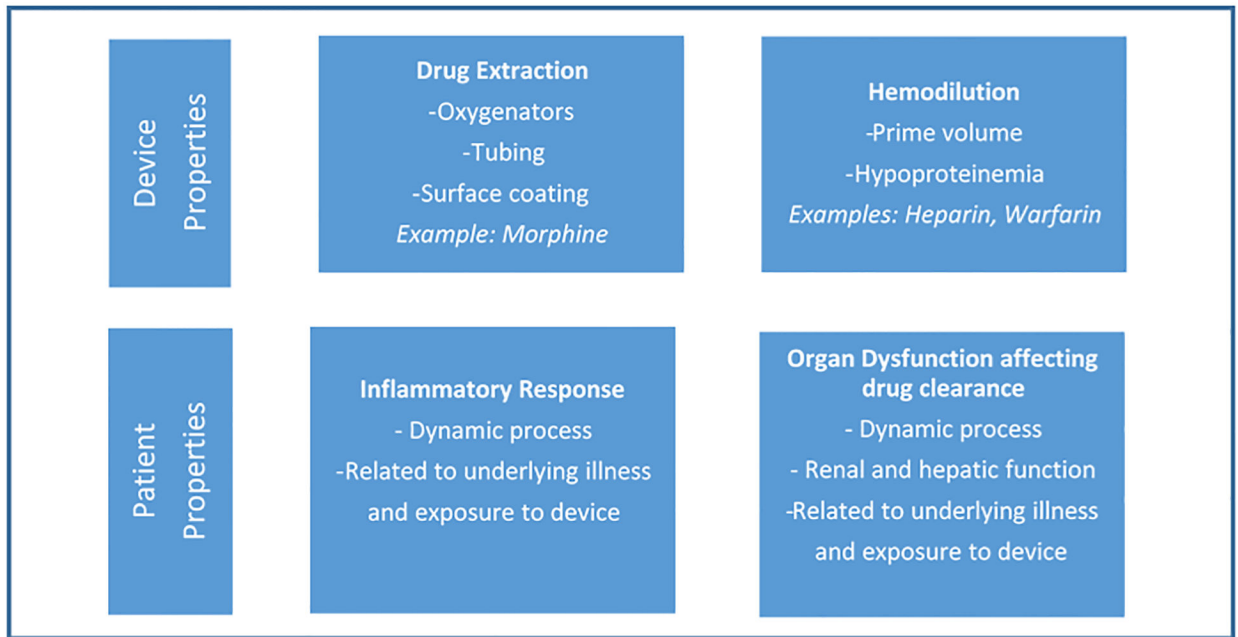 Device
Properties
Drug Extraction
-Oxygenators
-Tubing
-Surface coating
Example: Morphine
Hemodilution
-Prime volume
-Hypoproteinemia
Examples: Heparin, Warfarin
Patient
Properties
Inflammatory Response
- Dynamic process
-Related to underlying illness
and exposure to device
Organ Dysfunction affecting
drug clearance
- Dynamic process
- Renal and hepatic function
-Related to underlying illness
and exposure to device